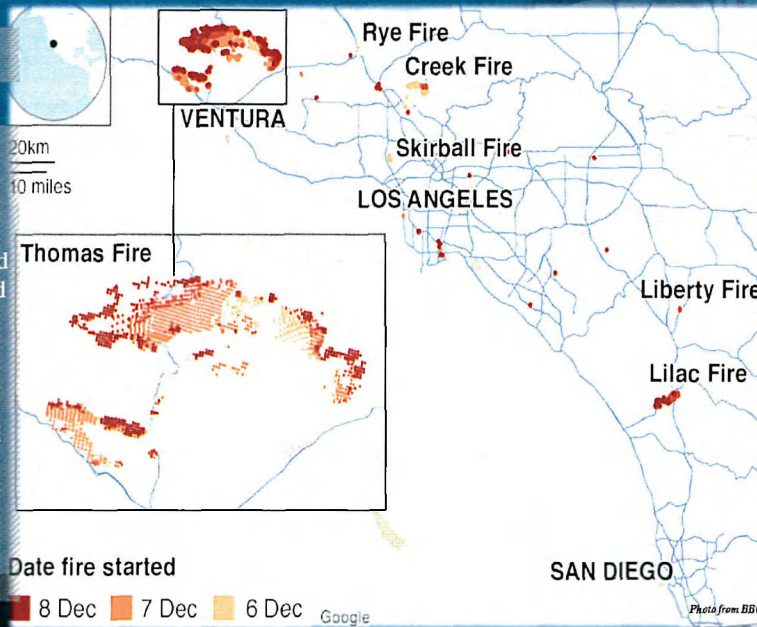 Rye Fire
Creek Fire
VENTURA
Skirball Fire
20km
10 miles
LOS ANGELES
Thomas Fire
Liberty Fire
Lilac Fire
Date fire started
SAN DIEGO
8 Dec 7 Dec 6 Dec Google
Photo from BB